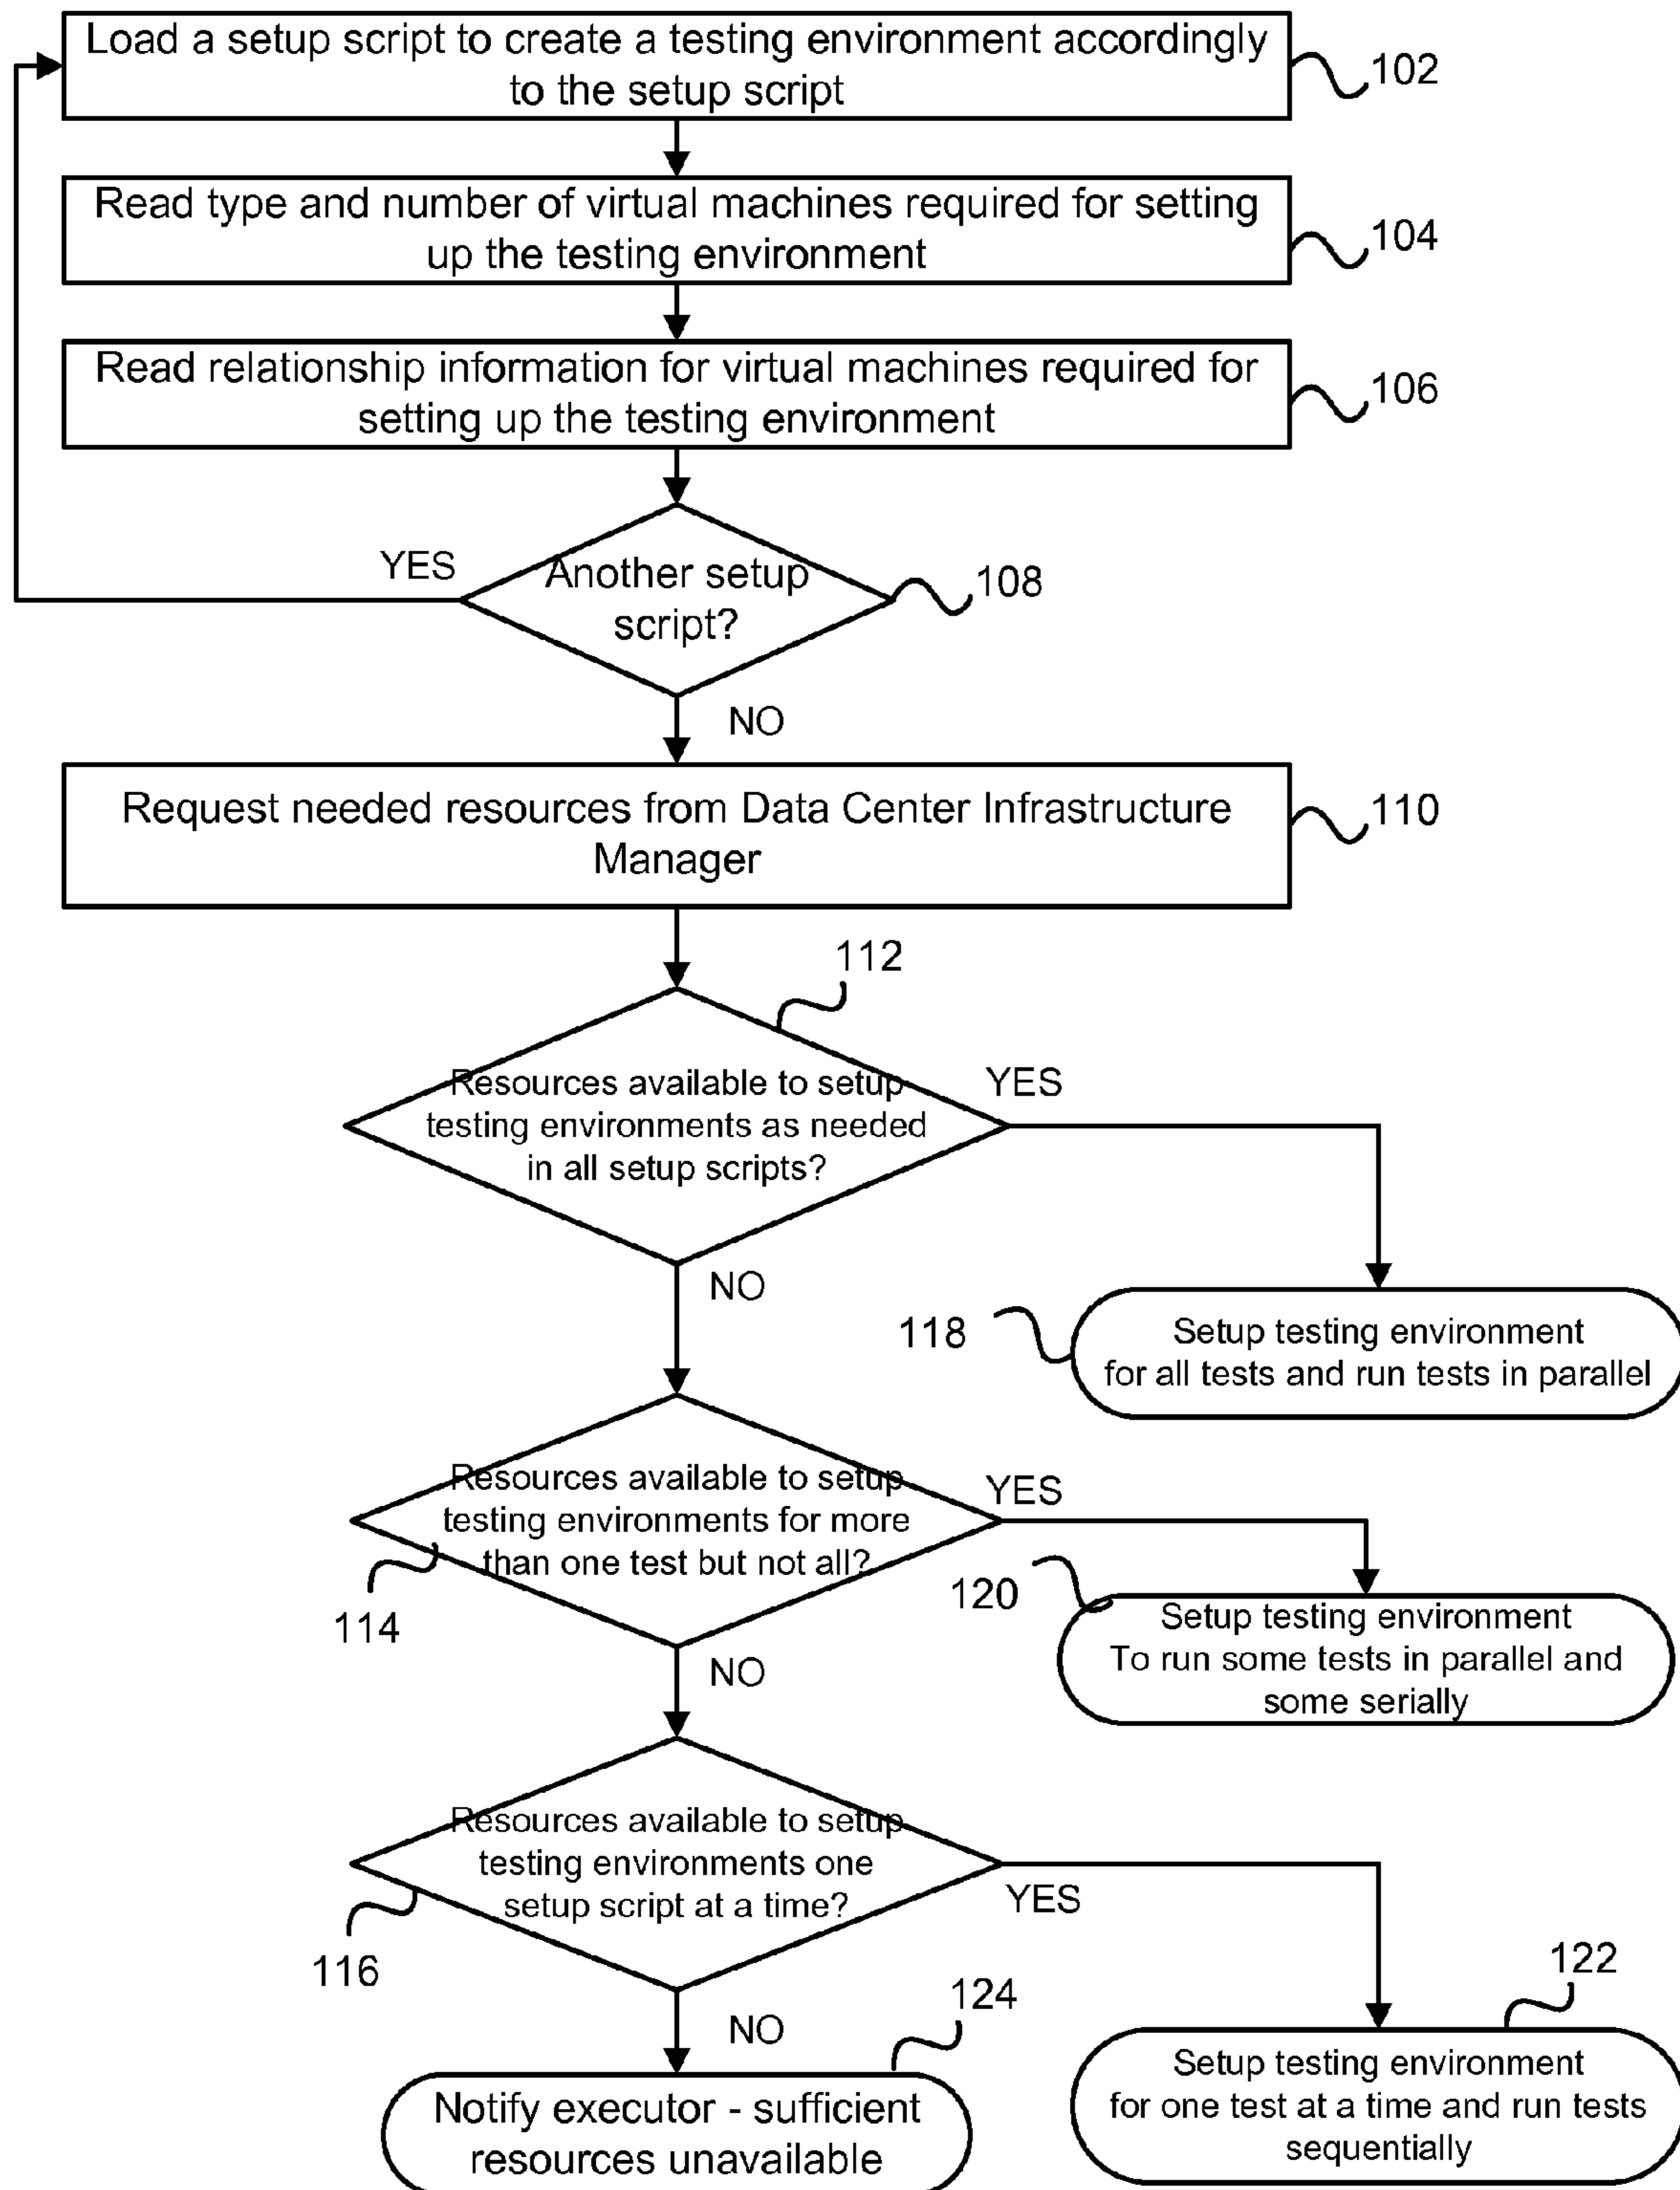 Load a setup script to create a testing environment accordingly
to the setup script
102
Read type and number of virtual machines required for setting
up the testing environment
104
Read relationship information for virtual machines required for
setting up the testing environment
106
YES
Another setup
script?
108
NO
Request needed resources from Data Center Infrastructure
Manager
110
112
Resources available to setup
testing environments as needed
in all setup scripts?
YES
NO
118
Setup testing environment
for all tests and run tests in parallel
Resources available to setup
testing environments for more
than one test but not all?
YES
114
120
Setup testing environment
To run some tests in parallel and
some serially
NO
Resources available to setup
testing environments one
setup script at a time?
YES
116
122
124
NO
Notify executor - sufficient
resources unavailable
Setup testing environment
for one test at a time and run tests
sequentially